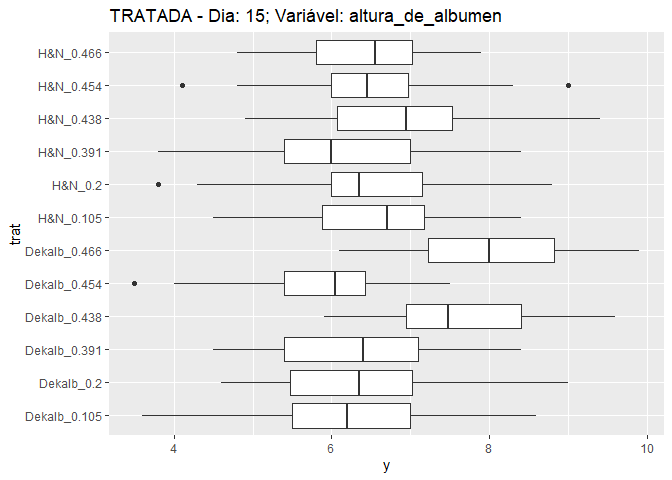 TRATADA - Dia: 15; Variável: altura_de_albumen
H&N_0.466
H&N_0.454
H&N_0.438
H&N_0.391
H&N_0.2
H&N_0.105
Dekalb_0.466
Dekalb_0.454
Dekalb_0.438
Dekalb_0.391
Dekalb_0.2
Dekalb_0.105
trat
4 6 8 10
y